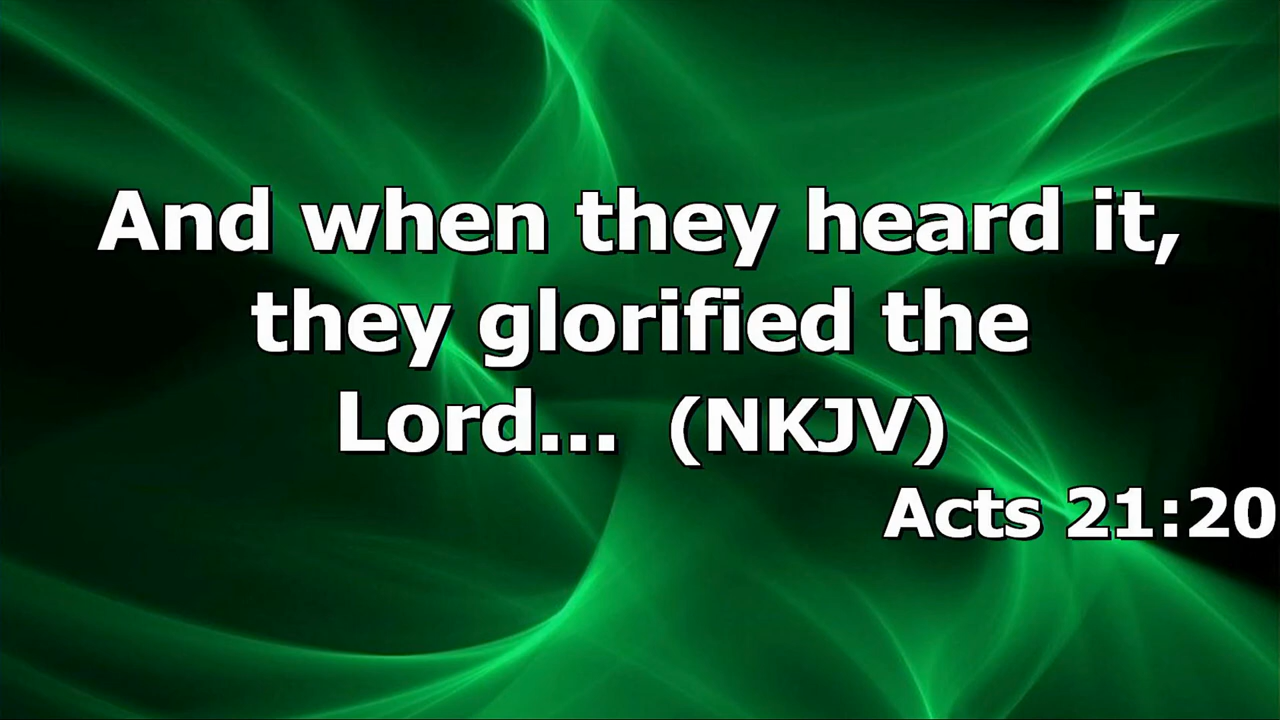 And when they heard it,
they glorified the
Lord... (NKJV)
Acts 21:20